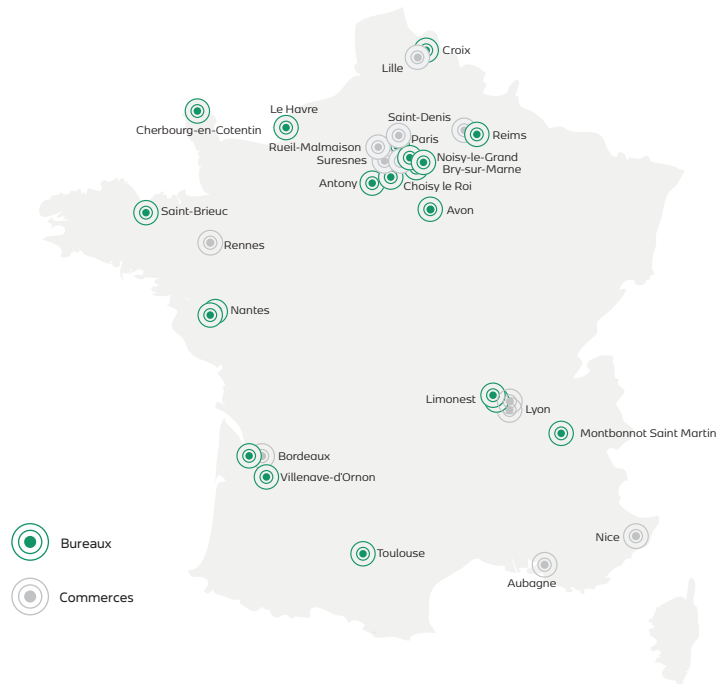 Croix
Lille
Le Havre
Cherbourg-en-Cotentin
Saint-Denis
Reims
Paris
Rueil-Malmaison
Noisy-le-Grand
Suresnes
Bry-sur-Marne
Antony
Choisy le Roi
Avon
Saint-Brieuc
Rennes
Nantes
Limonest
Lyon
Montbonnot Saint Martin
Bordeaux
Villenave-d'Ornon
Nice
Bureaux
Toulouse
Aubagne
Commerces